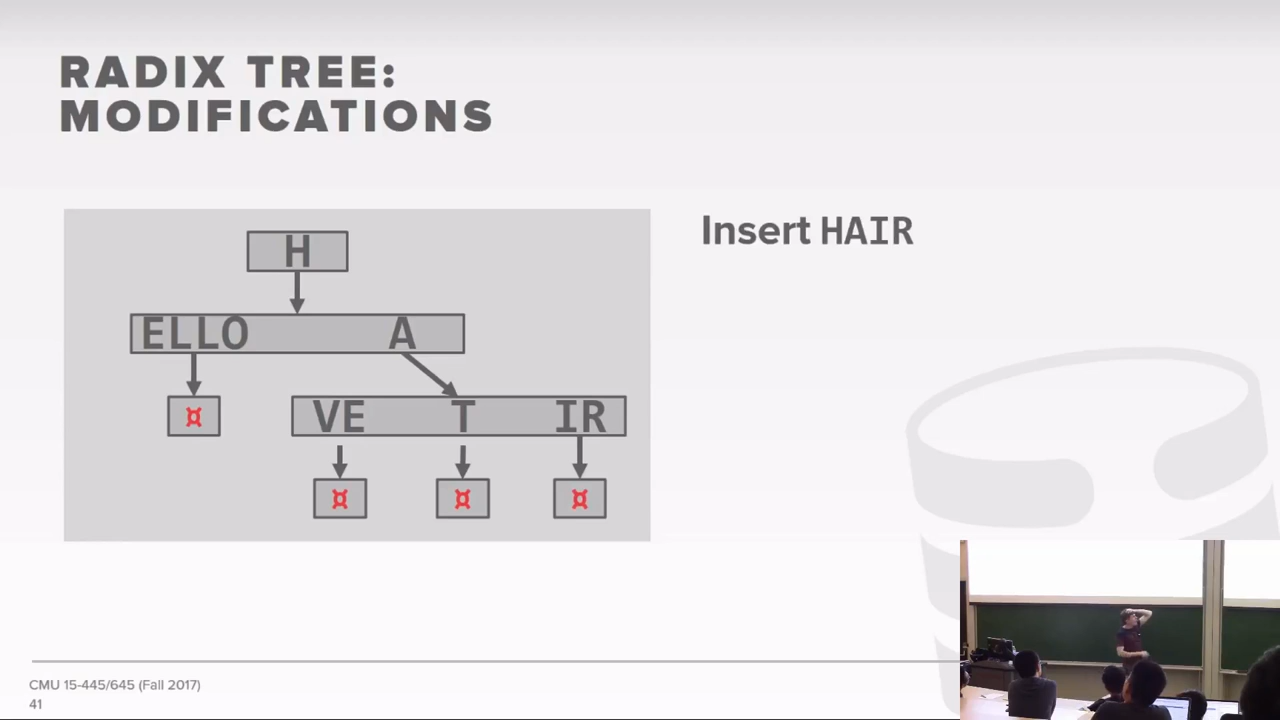 RADIX TREE:
MODIFICATIONS
Insert HAIR
H
ELLO A
¤ VE T IR
¤ ¤ ¤
CMU 15-445/645 (Fall 2017)
41